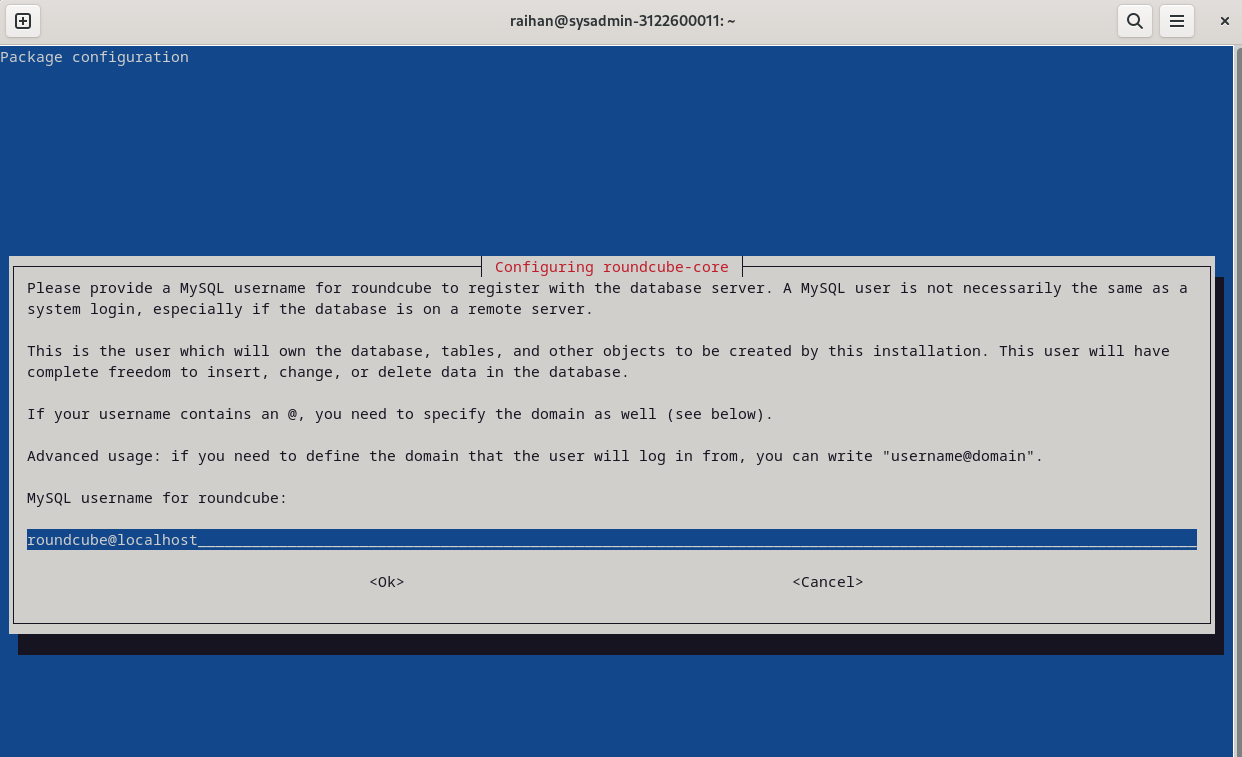 raihan@sysadmin-3122600011: ~
Package configuration
Configuring roundcube-core
Please provide a MySQL username for roundcube to register with the database server. A MySQL user is not necessarily the same as a
system login, especially if the database is on a remote server.
This is the user which will own the database, tables, and other objects to be created by this installation. This user will have
complete freedom to insert, change, or delete data in the database.
If your username contains an @, you need to specify the domain as well (see below).
Advanced usage: if you need to define the domain that the user will log in from, you can write "username@domain".
MySQL username for roundcube:
roundcube@localhost
<Ok> <Cancel>